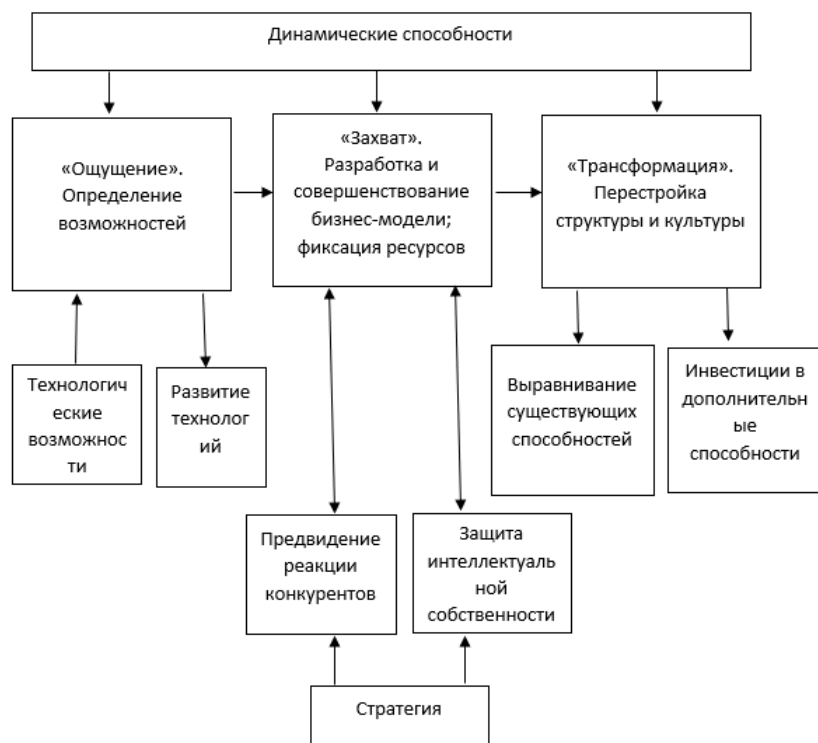 Динамические способности
«Ощущение».
Определение
возможностей
«Захват».
Разработка и
совершенствование
бизнес-модели;
фиксация ресурсов
«Трансформация».
Перестройка
структуры и культуры
Технологич
еские
возможнос
ти
Развитие
технолог
ий
Выравнивание
существующих
способностей
Инвестиции в
дополнительн
ые
способности
Предвидение
реакции
конкурентов
Защита
интеллектуаль
ной
собственности
Стратегия